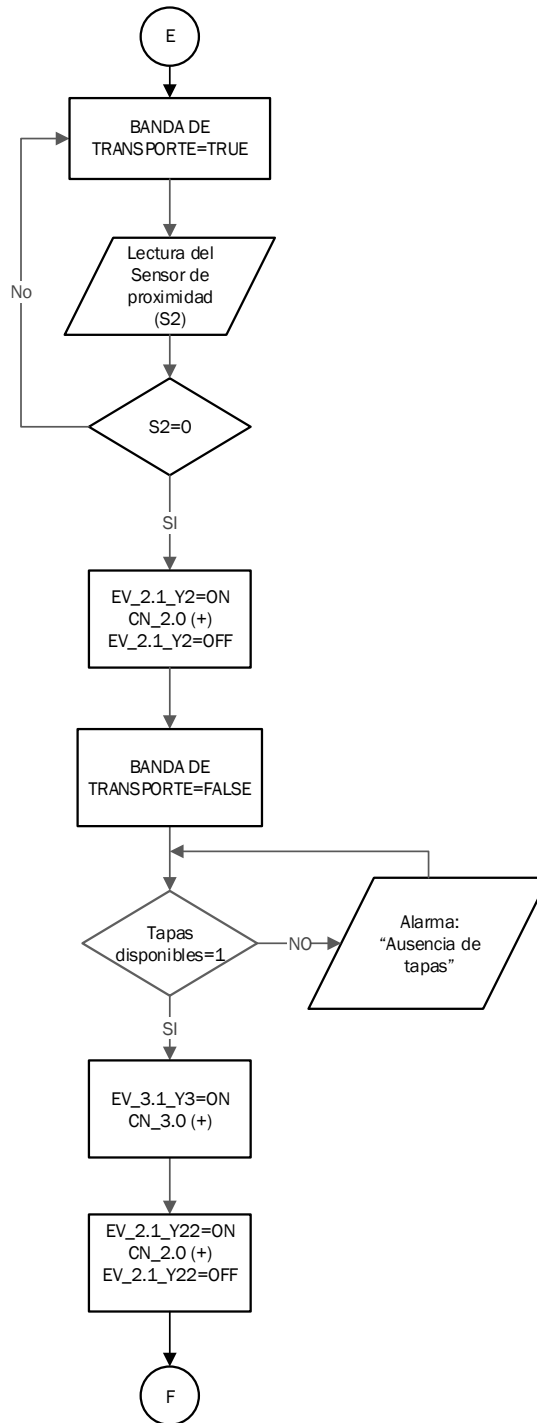 E
BANDA DE
TRANSPORTE=TRUE
Lectura del
Sensor de
proximidad
(S2)
No
S2=0
SI
EV_2.1_Y2=ON
CN_2.0 (+)
EV_2.1_Y2=OFF
BANDA DE
TRANSPORTE=FALSE
Tapas
disponibles=1
NO
Alarma:
“Ausencia de
tapas”
SI
EV_3.1_Y3=ON
CN_3.0 (+)
EV_2.1_Y22=ON
CN_2.0 (+)
EV_2.1_Y22=OFF
F